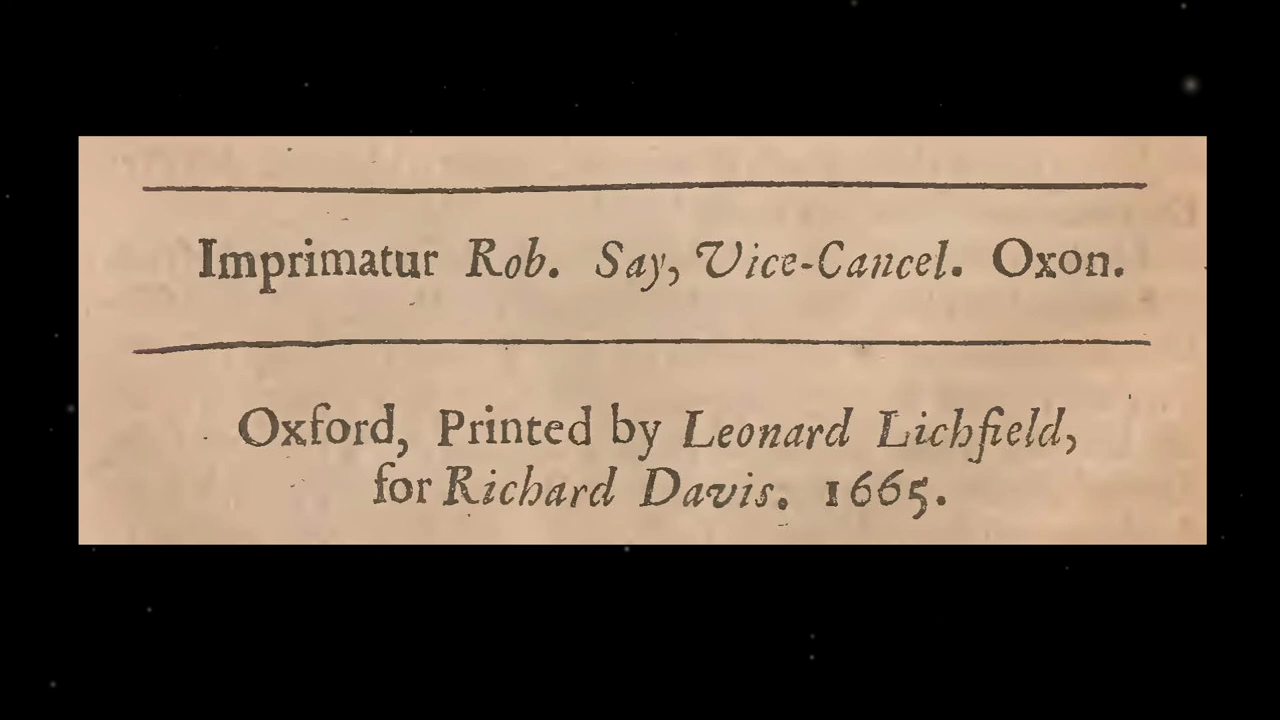 Imprimatur Rob. Say, Vice-Cancel. Oxon.
Oxford, Printed by Leonard Lichfield,
for Richard Davis. 1665.